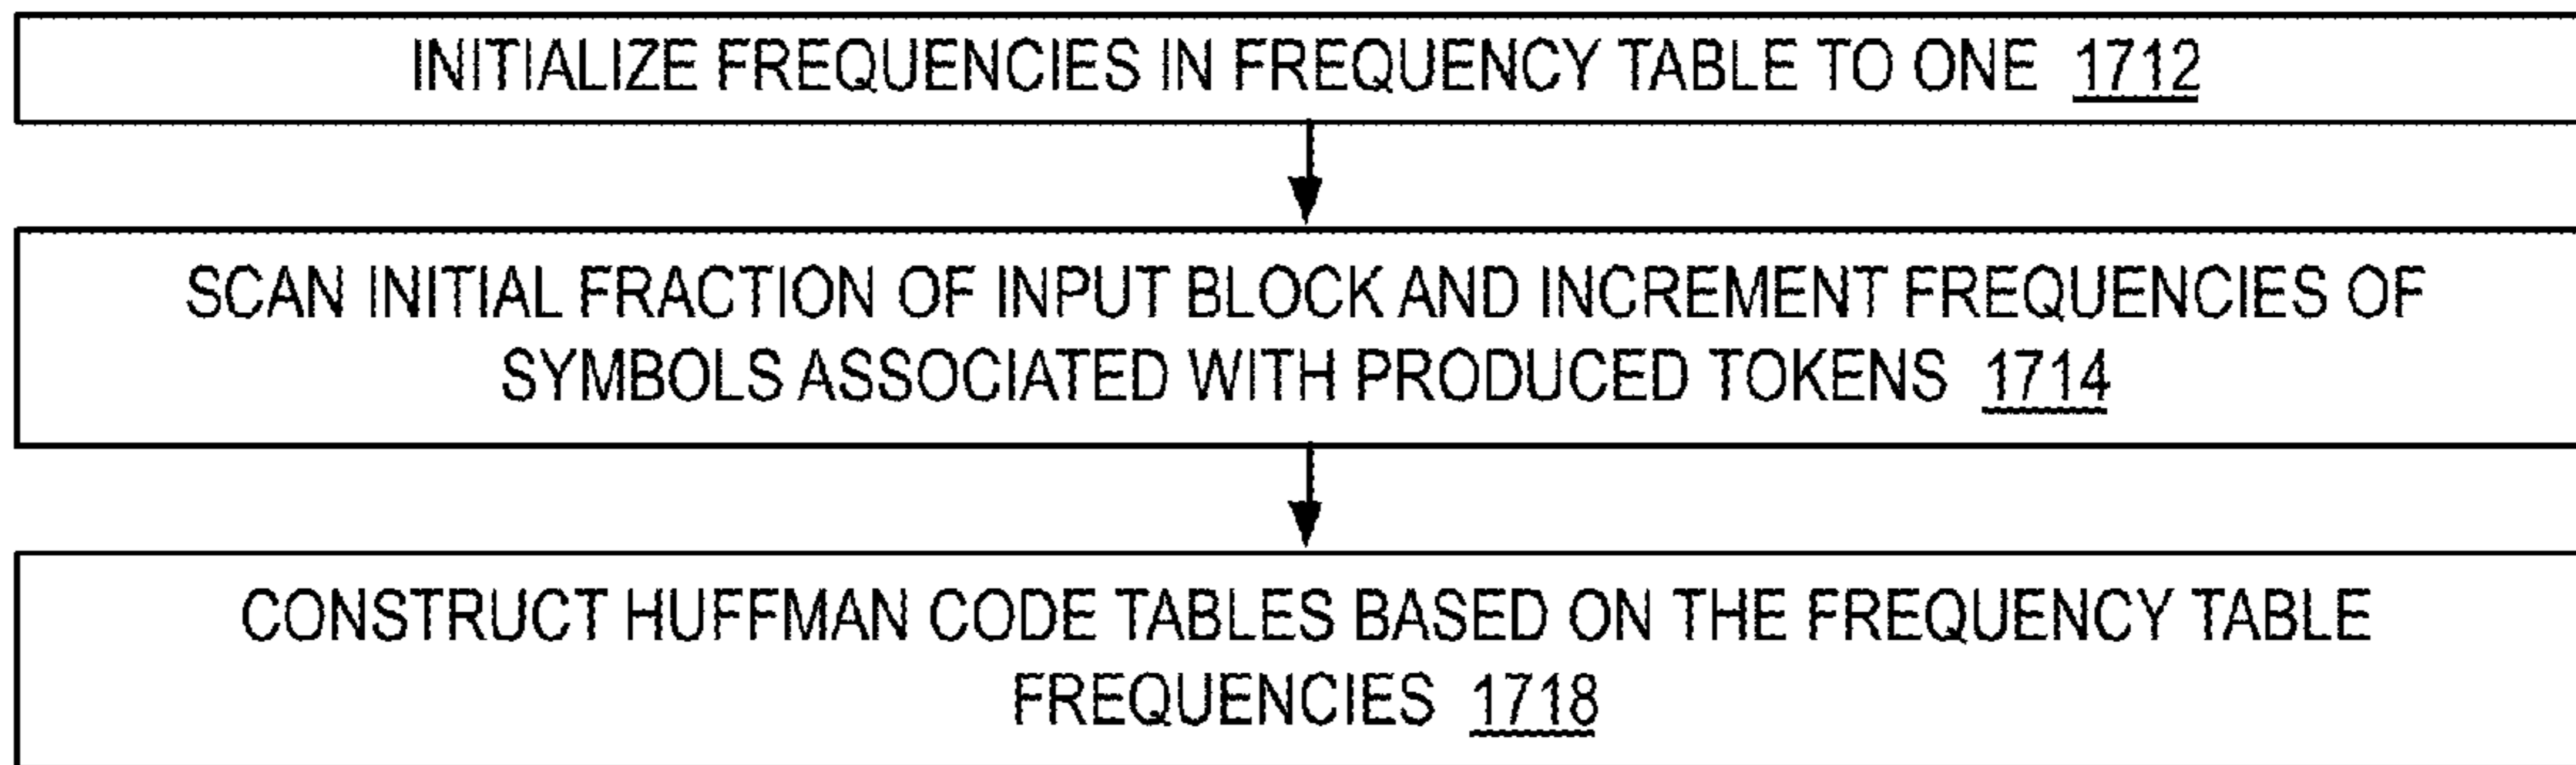 INITIALIZE FREQUENCIES IN FREQUENCY TABLE TO ONE 1712
SCAN INITIAL FRACTION OF INPUT BLOCK AND INCREMENT FREQUENCIES OF
SYMBOLS ASSOCIATED WITH PRODUCED TOKENS 1714
CONSTRUCT HUFFMAN CODE TABLES BASED ON THE FREQUENCY TABLE
FREQUENCIES 1718